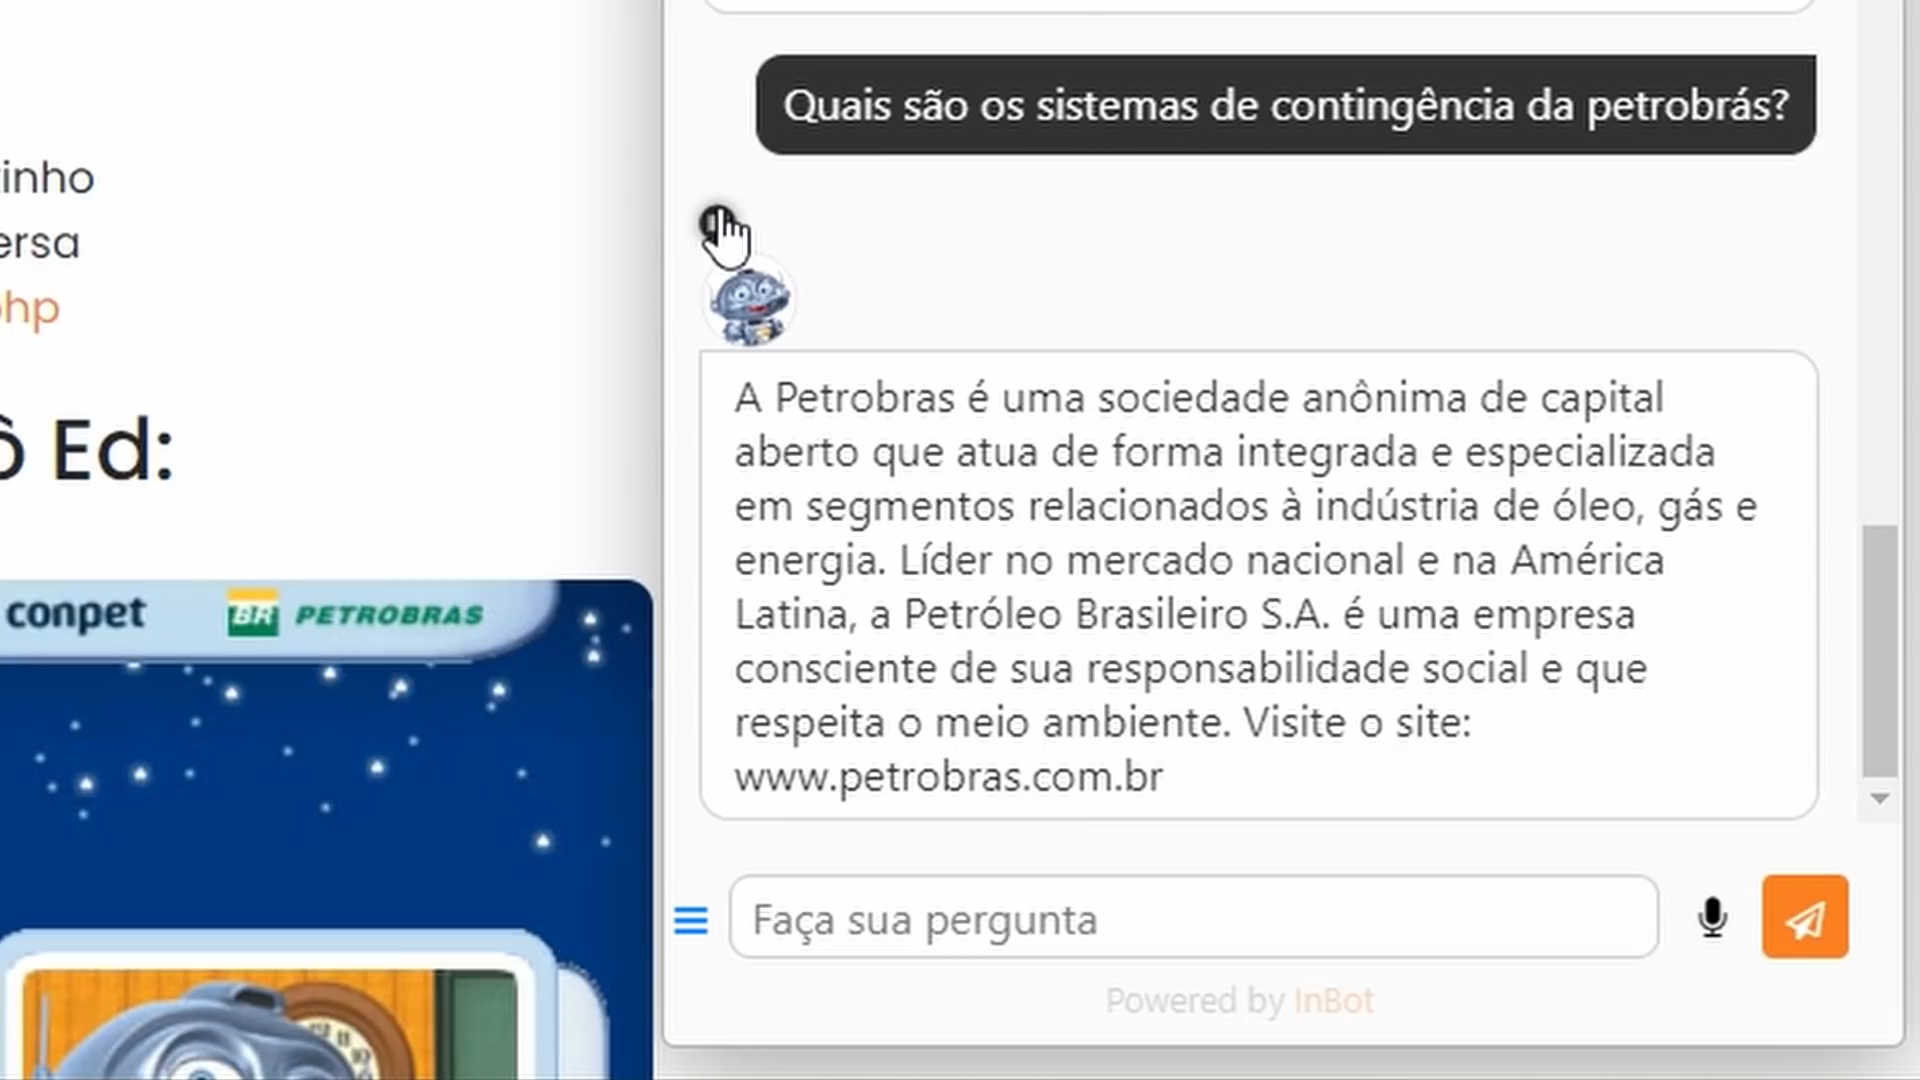 Quais são os sistemas de contingência da petrobrás?
inho
ersa
php
ô Ed:
conpet
BR PETROBRAS
A Petrobras é uma sociedade anônima de capital
aberto que atua de forma integrada e especializada
em segmentos relacionados à indústria de óleo, gás e
energia. Líder no mercado nacional e na América
Latina, a Petróleo Brasileiro S.A. é uma empresa
consciente de sua responsabilidade social e que
respeita o meio ambiente. Visite o site:
www.petrobras.com.br
Faça sua pergunta
Powered by InBot